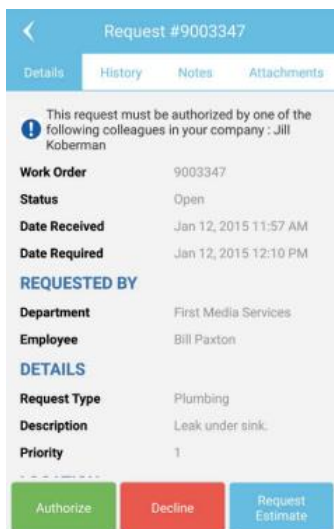 Request #9003347
Details History Notes Attachments
This request must be authorized by one of the
following colleagues in your company : Jill
Koberman
Work Order 9003347
Status Open
Date Received Jan 12, 2015 11:57 AM
Date Required Jan 12, 2015 12:10 PM
REQUESTED BY
Department First Media Services
Employee Bill Paxton
DETAILS
Request Type Plumbing
Description Leak under sink.
Priority 1
Authorize Decline Request
Estimate